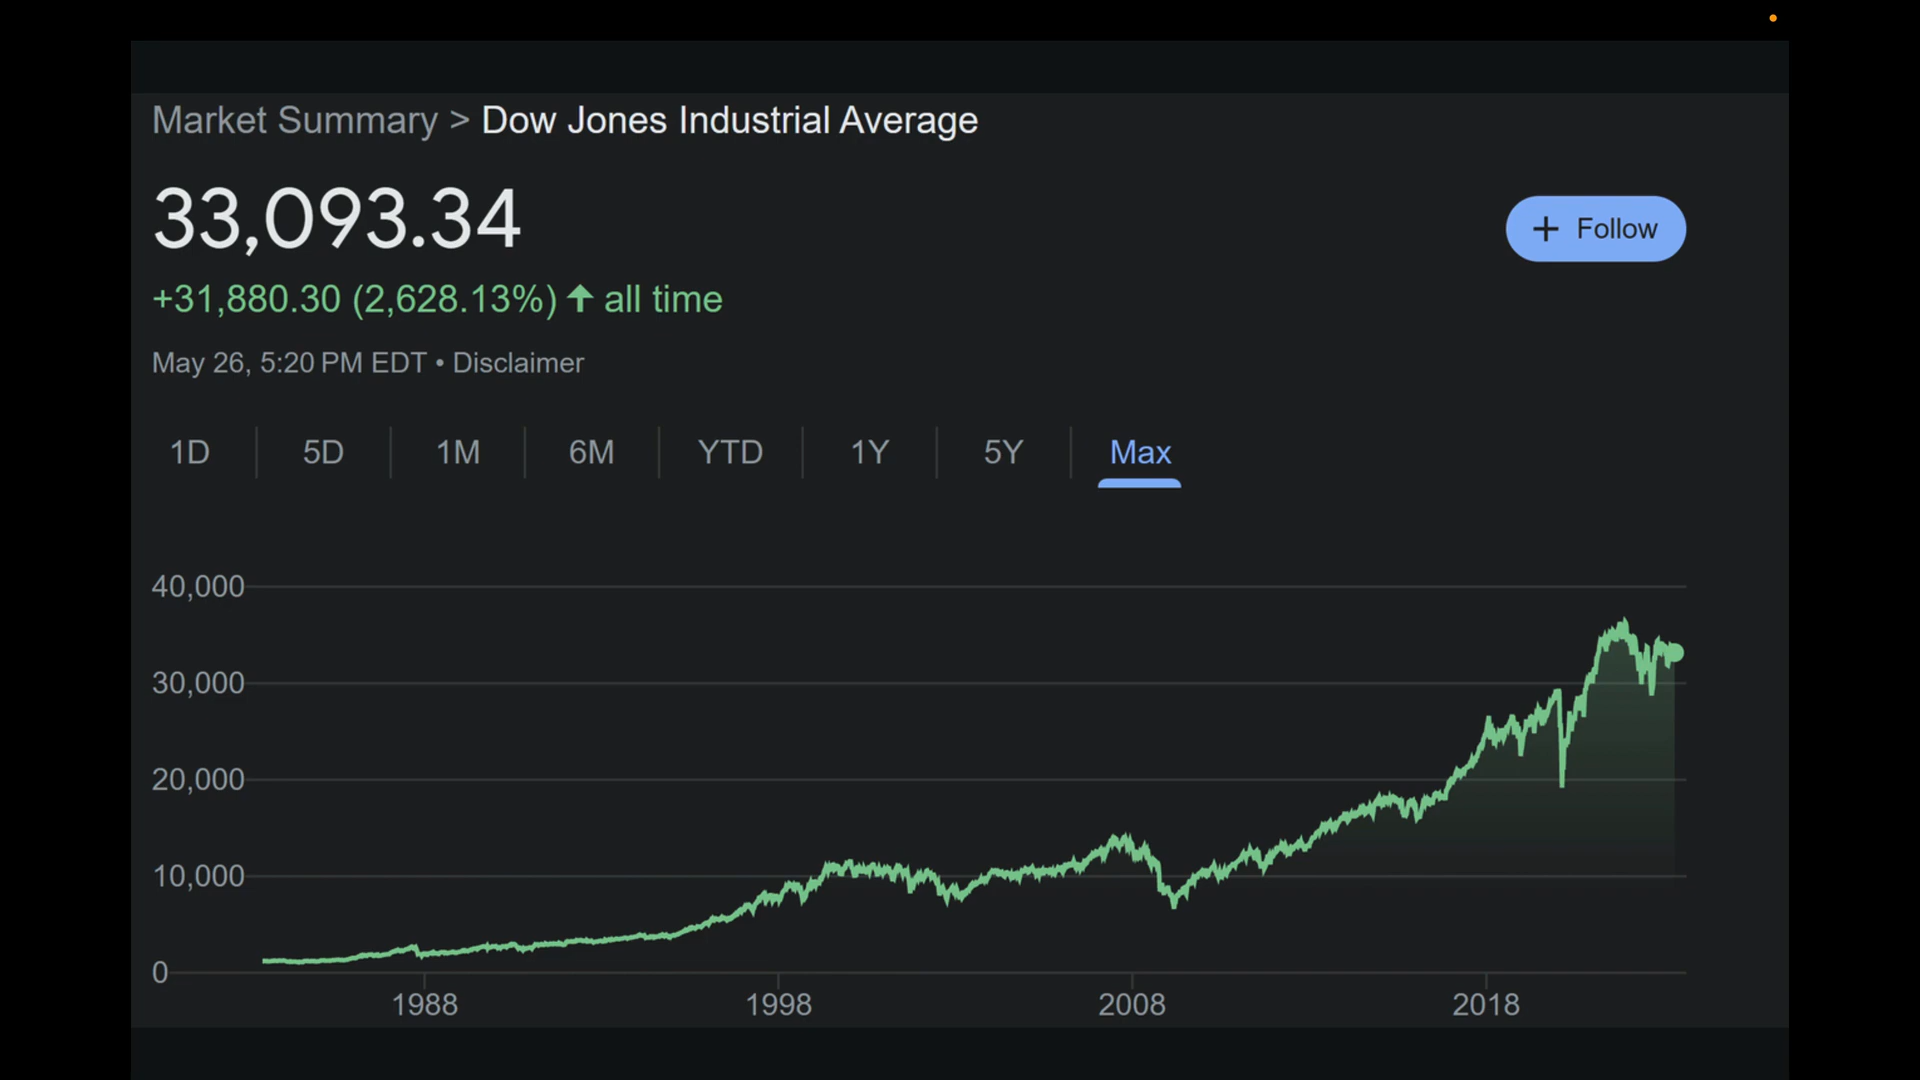 Market Summary > Dow Jones Industrial Average
33,093.34
+ Follow
+31,880.30 (2,628.13%) ↑ all time
May 26, 5:20 PM EDT • Disclaimer
1D 5D 1M 6M YTD 1Y 5Y Max
40,000
30,000
20,000
10,000
0
1988 1998 2008 2018